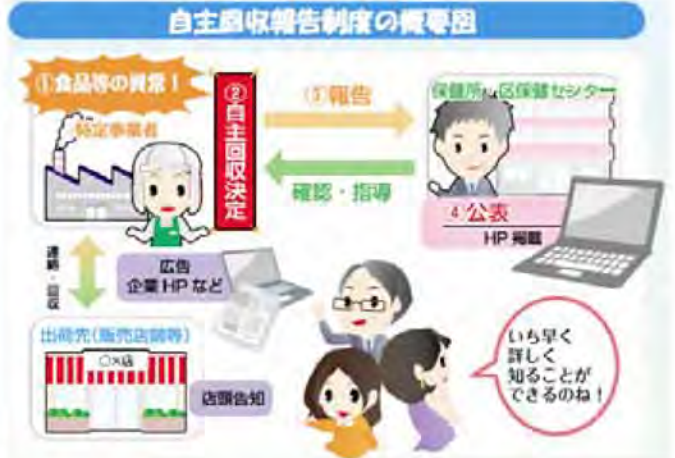 自主回収報告制度の概要図
①食品等の異常！
特定事業者
②自主回収決定
③報告
確認・指導
保健所・区保健センター
4 公表
HP 掲載
連絡・回収
広告
企業 HP など
出荷先(販売店舗等)
○×店
店頭告知
いち早く
詳しく
知ることが
できるのね！